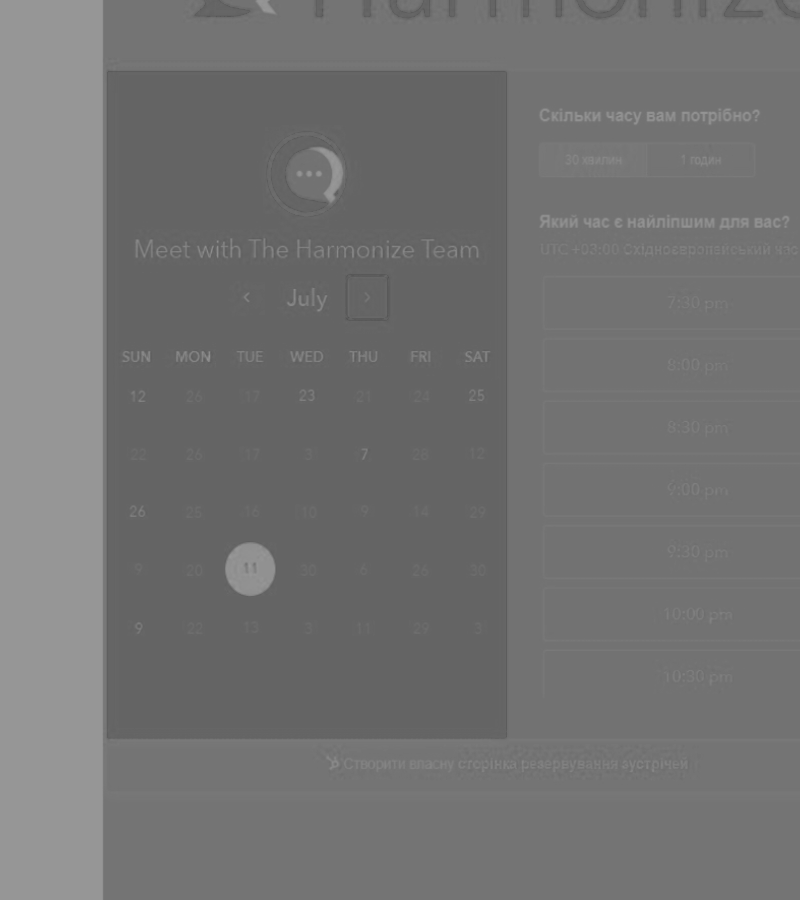 Harmonize
Meet with The Harmonize Team
July
SUN MON TUE WED THU FRI SAT
12 26 17 23 21 24 25
22 26 17 3 7 28 12
26 25 16 10 9 14 29
9 20 11 30 6 26 30
9 22 13 3 11 29 3
Скільки часу вам потрібно?
30 хвилин 1 годин
Який час є найліпшим для вас?
UTC +03:00 Східноєвропейський час
7:30 pm
8:00 pm
8:30 pm
9:00 pm
9:30 pm
10:00 pm
10:30 pm
Створити власну сторінка резервування аустрічей